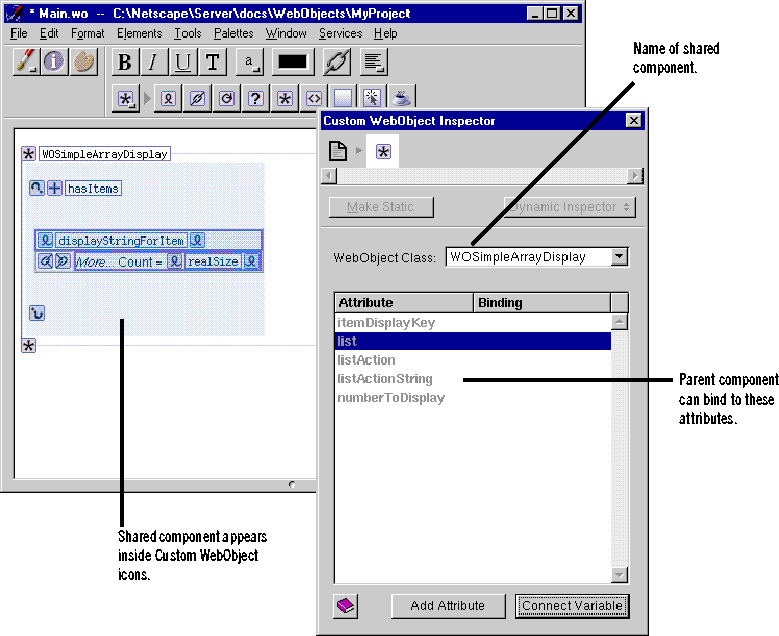 * Main.wo -- C:\Netscape\Server\docs\WebObjects\MyProject
File Edit Format Elements Tools Palettes Window Services Help
B I U T a
Name of shared
component.
Custom WebObject Inspector
WOSimpleArrayDisplay
hasItems
Make Static
Dynamic Inspector
displayStringForItem
More... Count = realSize
WebObject Class: WOSimpleArrayDisplay
Attribute Binding
itemDisplayKey
list
listAction
listActionString
numberToDisplay
Parent component
can bind to these
attributes.
Shared component appears
inside Custom WebObject
icons.
Add Attribute
Connect Variable